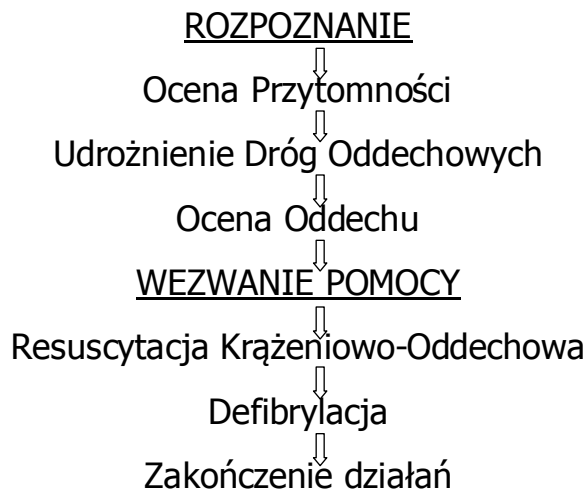 ROZPOZNANIE
Ocena Przytomności
Udrożnienie Dróg Oddechowych
Ocena Oddechu
WEZWANIE POMOCY
Resuscytacja Krążeniowo-Oddechowa
Defibrylacja
Zakończenie działań